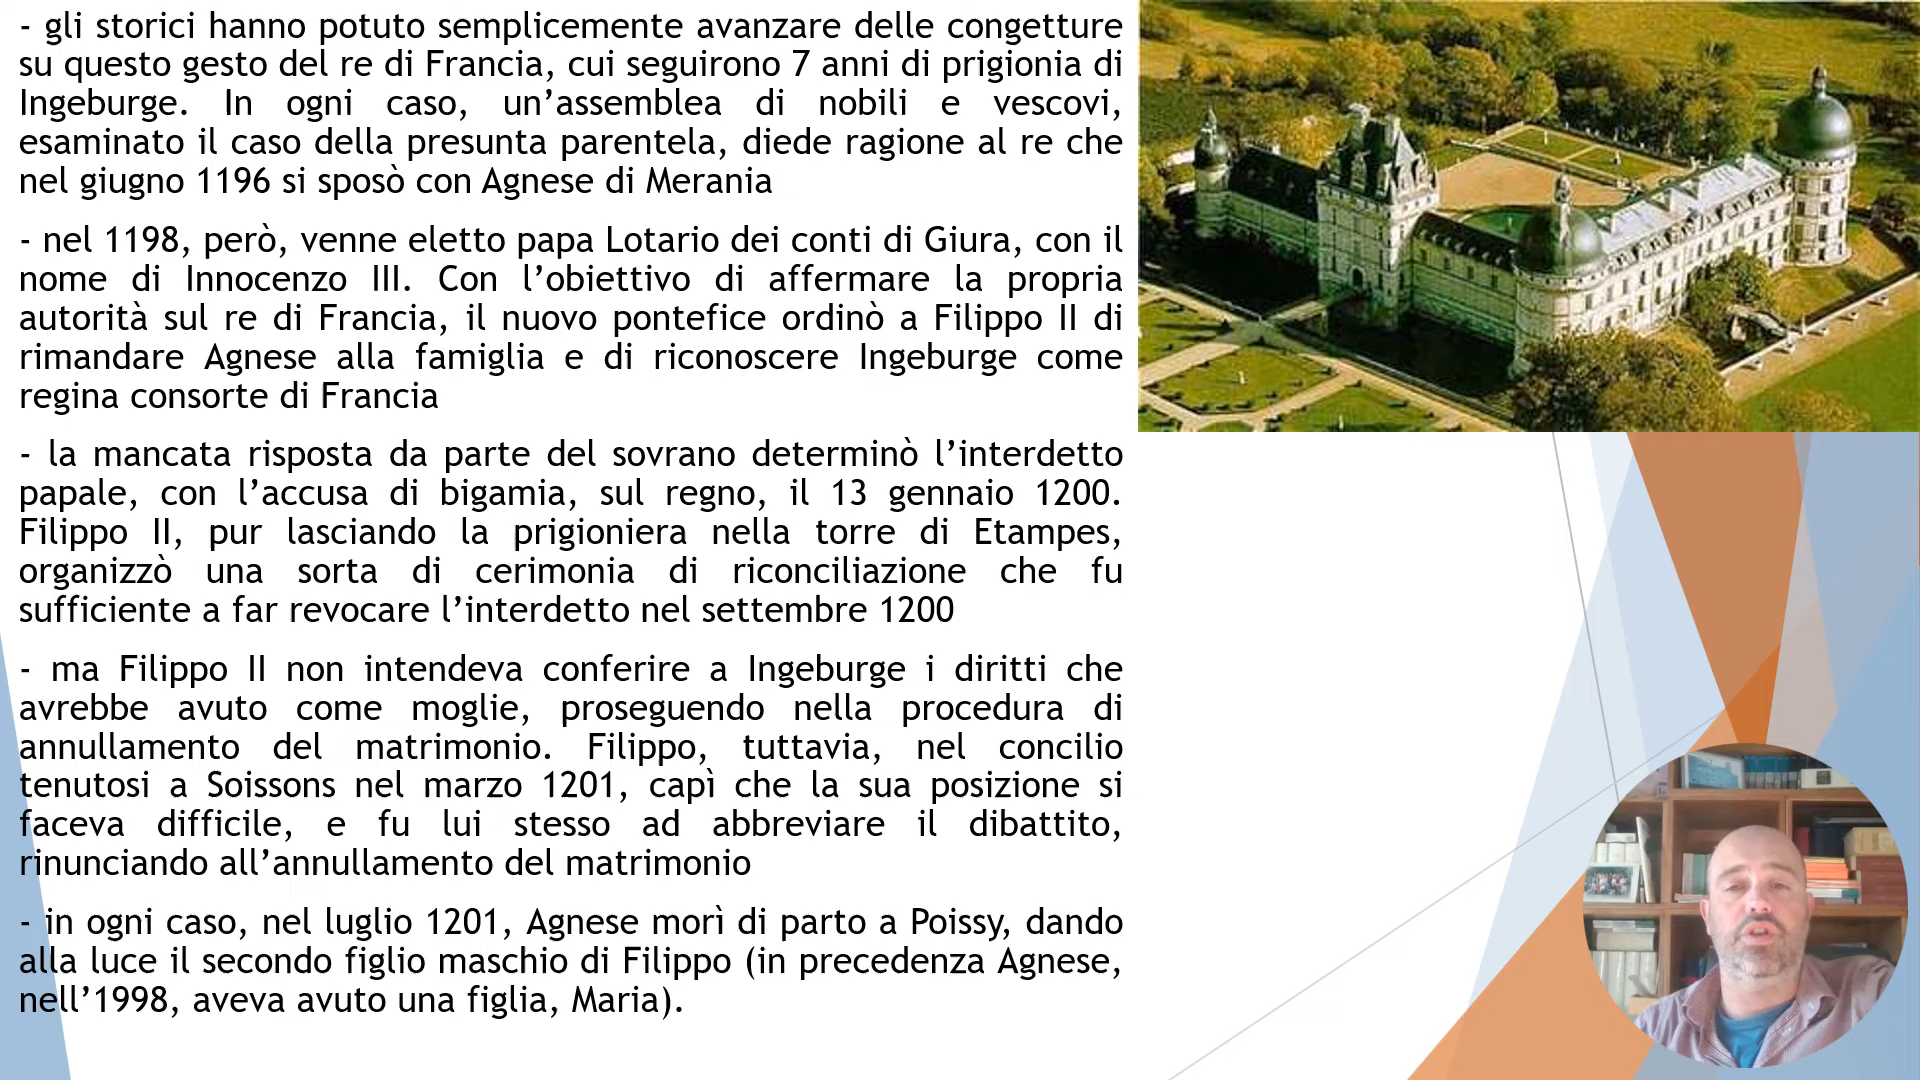 - gli storici hanno potuto semplicemente avanzare delle congetture
su questo gesto del re di Francia, cui seguirono 7 anni di prigionia di
Ingeburge. In ogni caso, un’assemblea di nobili e vescovi,
esaminato il caso della presunta parentela, diede ragione al re che
nel giugno 1196 si sposò con Agnese di Merania
- nel 1198, però, venne eletto papa Lotario dei conti di Giura, con il
nome di Innocenzo III. Con l’obiettivo di affermare la propria
autorità sul re di Francia, il nuovo pontefice ordinò a Filippo II di
rimandare Agnese alla famiglia e di riconoscere Ingeburge come
regina consorte di Francia
- la mancata risposta da parte del sovrano determinò l’interdetto
papale, con l’accusa di bigamia, sul regno, il 13 gennaio 1200.
Filippo II, pur lasciando la prigioniera nella torre di Etampes,
organizzò una sorta di cerimonia di riconciliazione che fu
sufficiente a far revocare l’interdetto nel settembre 1200
- ma Filippo II non intendeva conferire a Ingeburge i diritti che
avrebbe avuto come moglie, proseguendo nella procedura di
annullamento del matrimonio. Filippo, tuttavia, nel concilio
tenutosi a Soissons nel marzo 1201, capì che la sua posizione si
faceva difficile, e fu lui stesso ad abbreviare il dibattito,
rinunciando all’annullamento del matrimonio
- in ogni caso, nel luglio 1201, Agnese morì di parto a Poissy, dando
alla luce il secondo figlio maschio di Filippo (in precedenza Agnese,
nell’1998, aveva avuto una figlia, Maria).